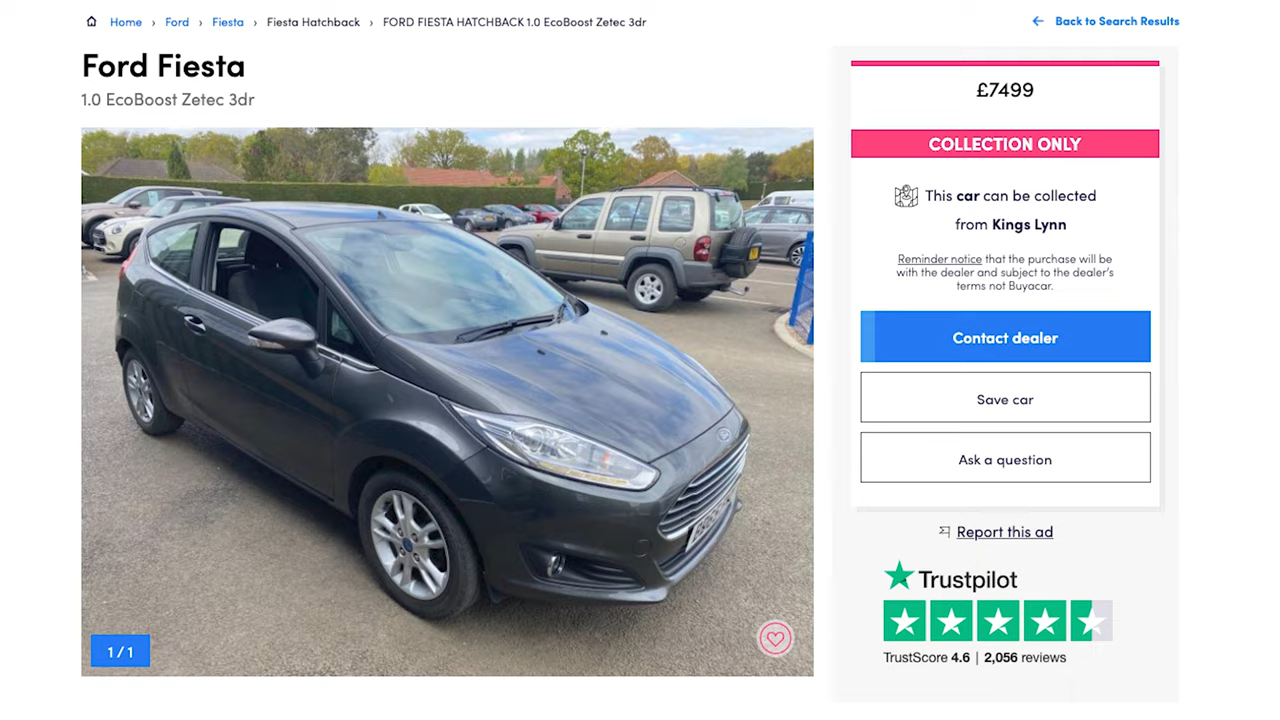 Home › Ford › Fiesta › Fiesta Hatchback › FORD FIESTA HATCHBACK 1.0 EcoBoost Zetec 3dr
Back to Search Results
Ford Fiesta
1.0 EcoBoost Zetec 3dr
1 / 1
£7499
COLLECTION ONLY
This car can be collected
from Kings Lynn
Reminder notice that the purchase will be
with the dealer and subject to the dealer's
terms not Buyacar.
Contact dealer
Save car
Ask a question
Report this ad
Trustpilot
TrustScore 4.6 | 2,056 reviews